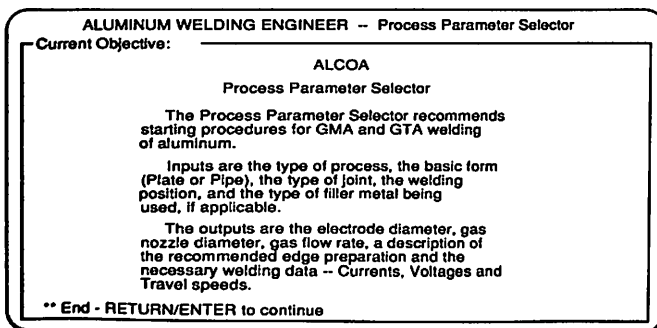 ALUMINUM WELDING ENGINEER -- Process Parameter Selector
Current Objective:
ALCOA
Process Parameter Selector
The Process Parameter Selector recommends
starting procedures for GMA and GTA welding
of aluminum.
Inputs are the type of process, the basic form
(Plate or Pipe), the type of joint, the welding
position, and the type of filler metal being
used, if applicable.
The outputs are the electrode diameter, gas
nozzle diameter, gas flow rate, a description of
the recommended edge preparation and the
necessary welding data -- Currents, Voltages and
Travel speeds.
** End - RETURN/ENTER to continue